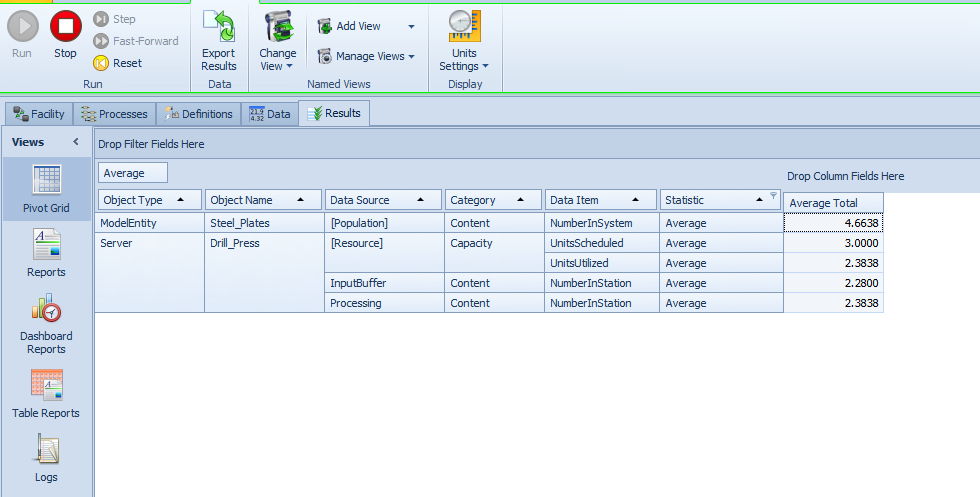 Run
Stop
Step
Fast-Forward
Reset
Run
Export
Results
Data
Change
View
Add View
Manage Views
Named Views
Units
Settings
Display
Facility
Processes
Definitions
21.9
4.32
Data
Results
Views <
Drop Filter Fields Here
Average
Drop Column Fields Here
Object Type Object Name Data Source Category Data Item Statistic Average Total
ModelEntity Steel_Plates [Population] Content NumberInSystem Average 4.6638
Server Drill_Press [Resource] Capacity UnitsScheduled Average 3.0000
UnitsUtilized Average 2.3838
InputBuffer Content NumberInStation Average 2.2800
Processing Content NumberInStation Average 2.3838
Pivot Grid
Reports
Dashboard
Reports
Table Reports
Logs